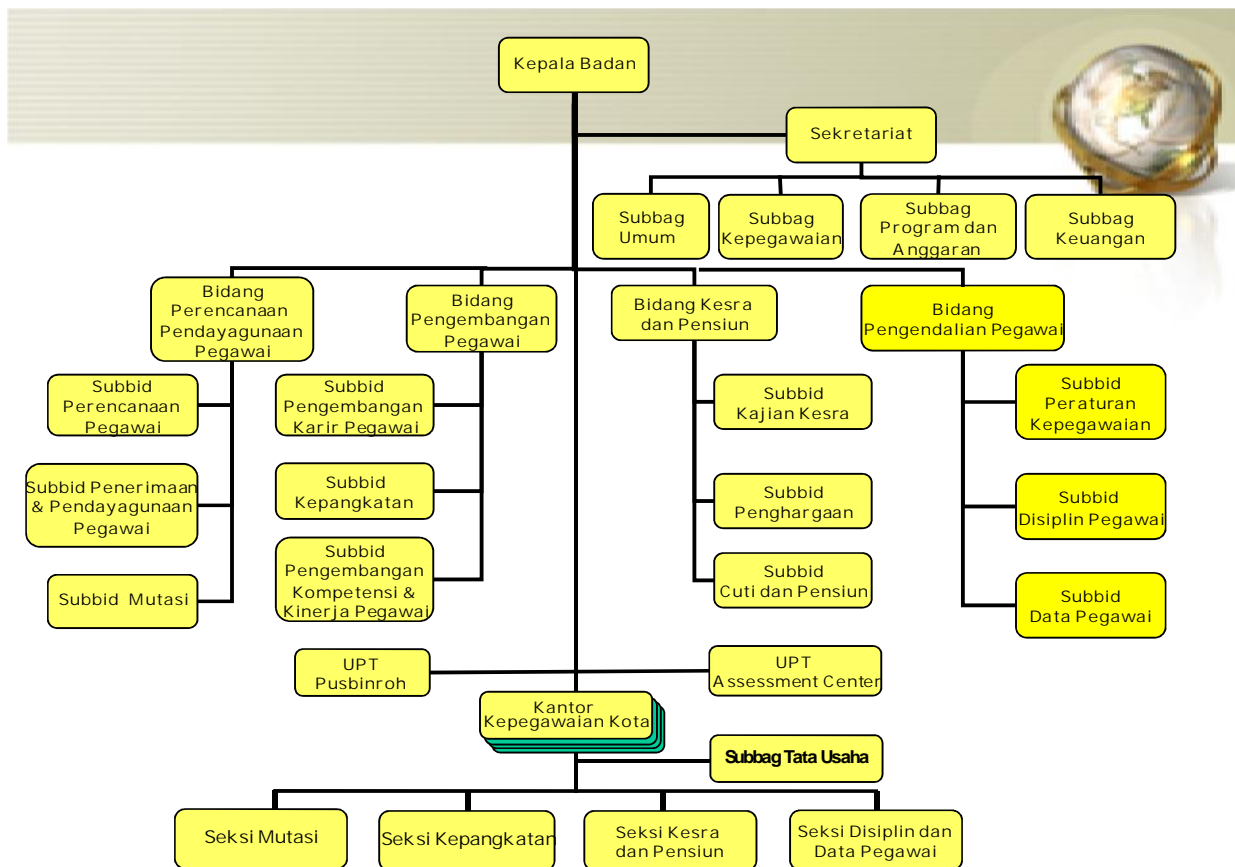 Kepala Badan
Sekretariat
Subbag
Umum
Subbag
Kepegawaian
Subbag
Program dan
Anggaran
Subbag
Keuangan
Bidang
Perencanaan
Pendayagunaan
Pegawai
Bidang
Pengembangan
Pegawai
Bidang Kesra
dan Pensiun
Bidang
Pengendalian Pegawai
Subbid
Perencanaan
Pegawai
Subbid
Pengembangan
Karir Pegawai
Subbid
Kajian Kesra
Subbid
Peraturan
Kepegawaian
Subbid Penerimaan
& Pendayagunaan
Pegawai
Subbid
Kepangkatan
Subbid
Penghargaan
Subbid
Disiplin Pegawai
Subbid Mutasi
Subbid
Pengembangan
Kompetensi &
Kinerja Pegawai
Subbid
Cuti dan Pensiun
Subbid
Data Pegawai
UPT
Pusbinroh
UPT
Assessment Center
Kantor
Kepegawaian Kota
Subbag Tata Usaha
Seksi Mutasi
Seksi Kepangkatan
Seksi Kesra
dan Pensiun
Seksi Disiplin dan
Data Pegawai